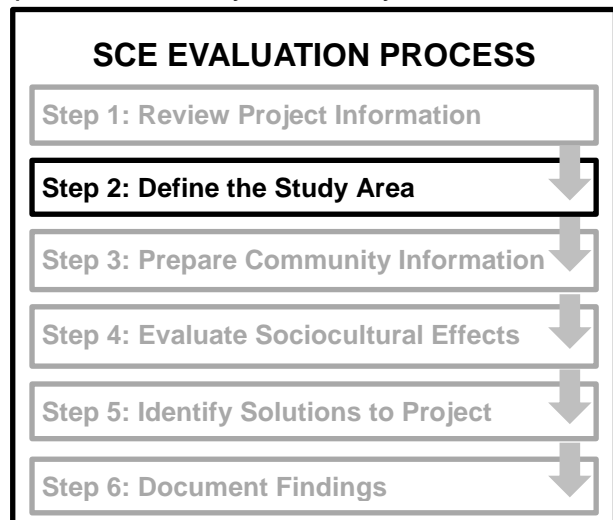 SCE EVALUATION PROCESS
Step 1: Review Project Information
Step 2: Define the Study Area
Step 3: Prepare Community Information
Step 4: Evaluate Sociocultural Effects
Step 5: Identify Solutions to Project
Step 6: Document Findings